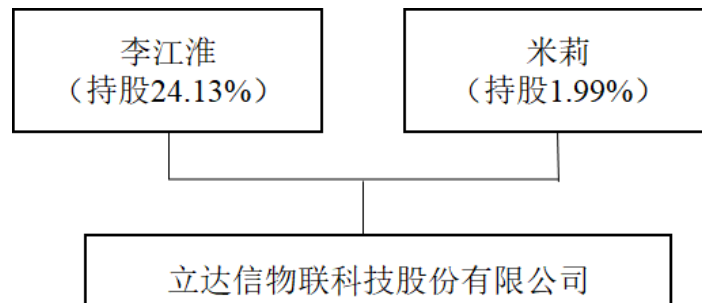 李江淮
（持股24.13%）
米莉
（持股1.99%）
立达信物联科技股份有限公司